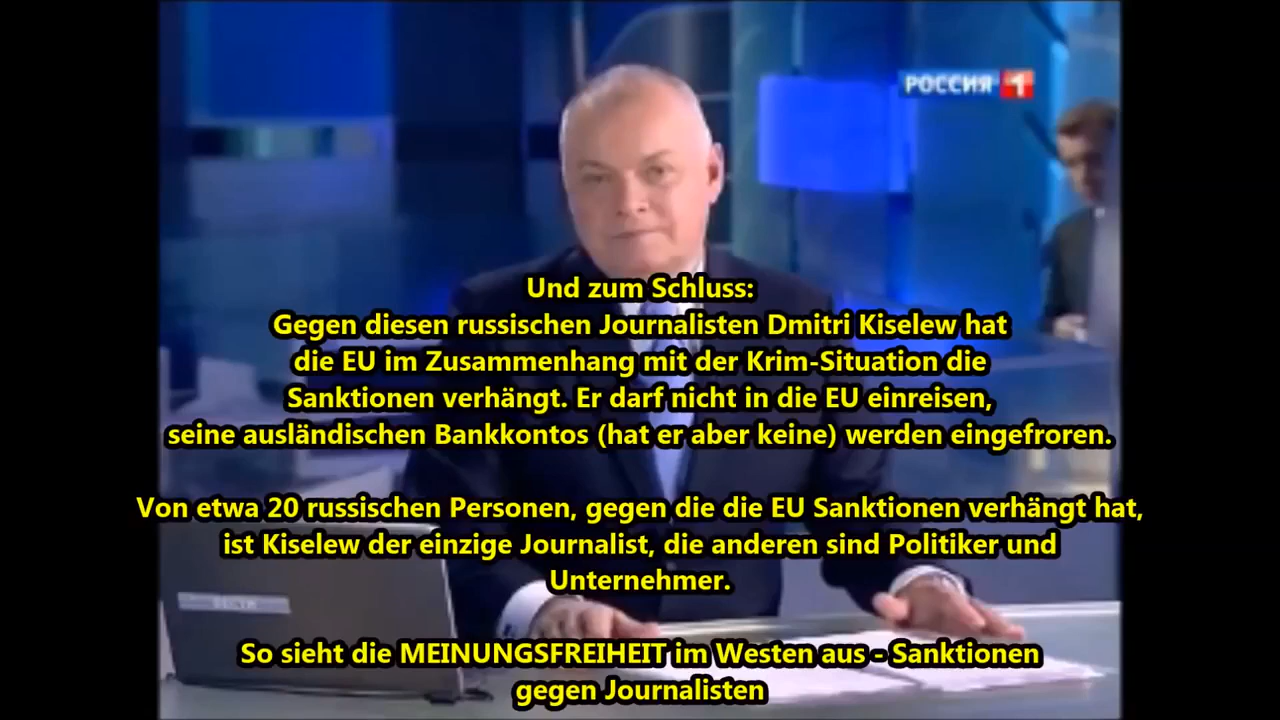 РОССИЯ 1
Und zum Schluss:
Gegen diesen russischen Journalisten Dmitri Kiselew hat
die EU im Zusammenhang mit der Krim-Situation die
Sanktionen verhängt. Er darf nicht in die EU einreisen,
seine ausländischen Bankkontos (hat er aber keine) werden eingefroren.
Von etwa 20 russischen Personen, gegen die die EU Sanktionen verhängt hat,
ist Kiselew der einzige Journalist, die anderen sind Politiker und
Unternehmer.
So sieht die MEINUNGSFREIHEIT im Westen aus - Sanktionen
gegen Journalisten